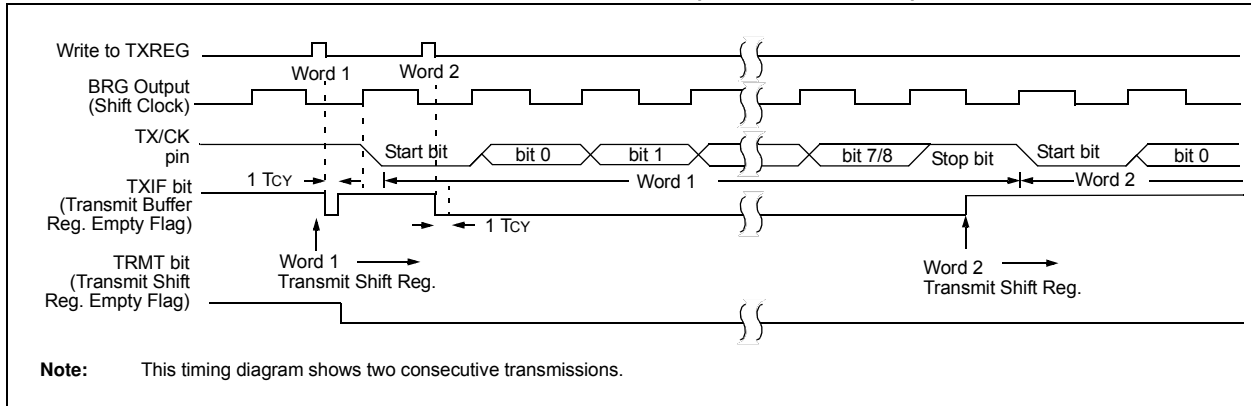 Write to TXREG
Word 1
Word 2
BRG Output
(Shift Clock)
TX/CK
pin
Start bit
bit 0
bit 1
bit 7/8
Stop bit
Start bit
bit 0
1 TCY
Word 1
Word 2
TXIF bit
(Transmit Buffer
Reg. Empty Flag)
1 TCY
Word 1
Transmit Shift Reg.
Word 2
Transmit Shift Reg.
TRMT bit
(Transmit Shift
Reg. Empty Flag)
Note: This timing diagram shows two consecutive transmissions.